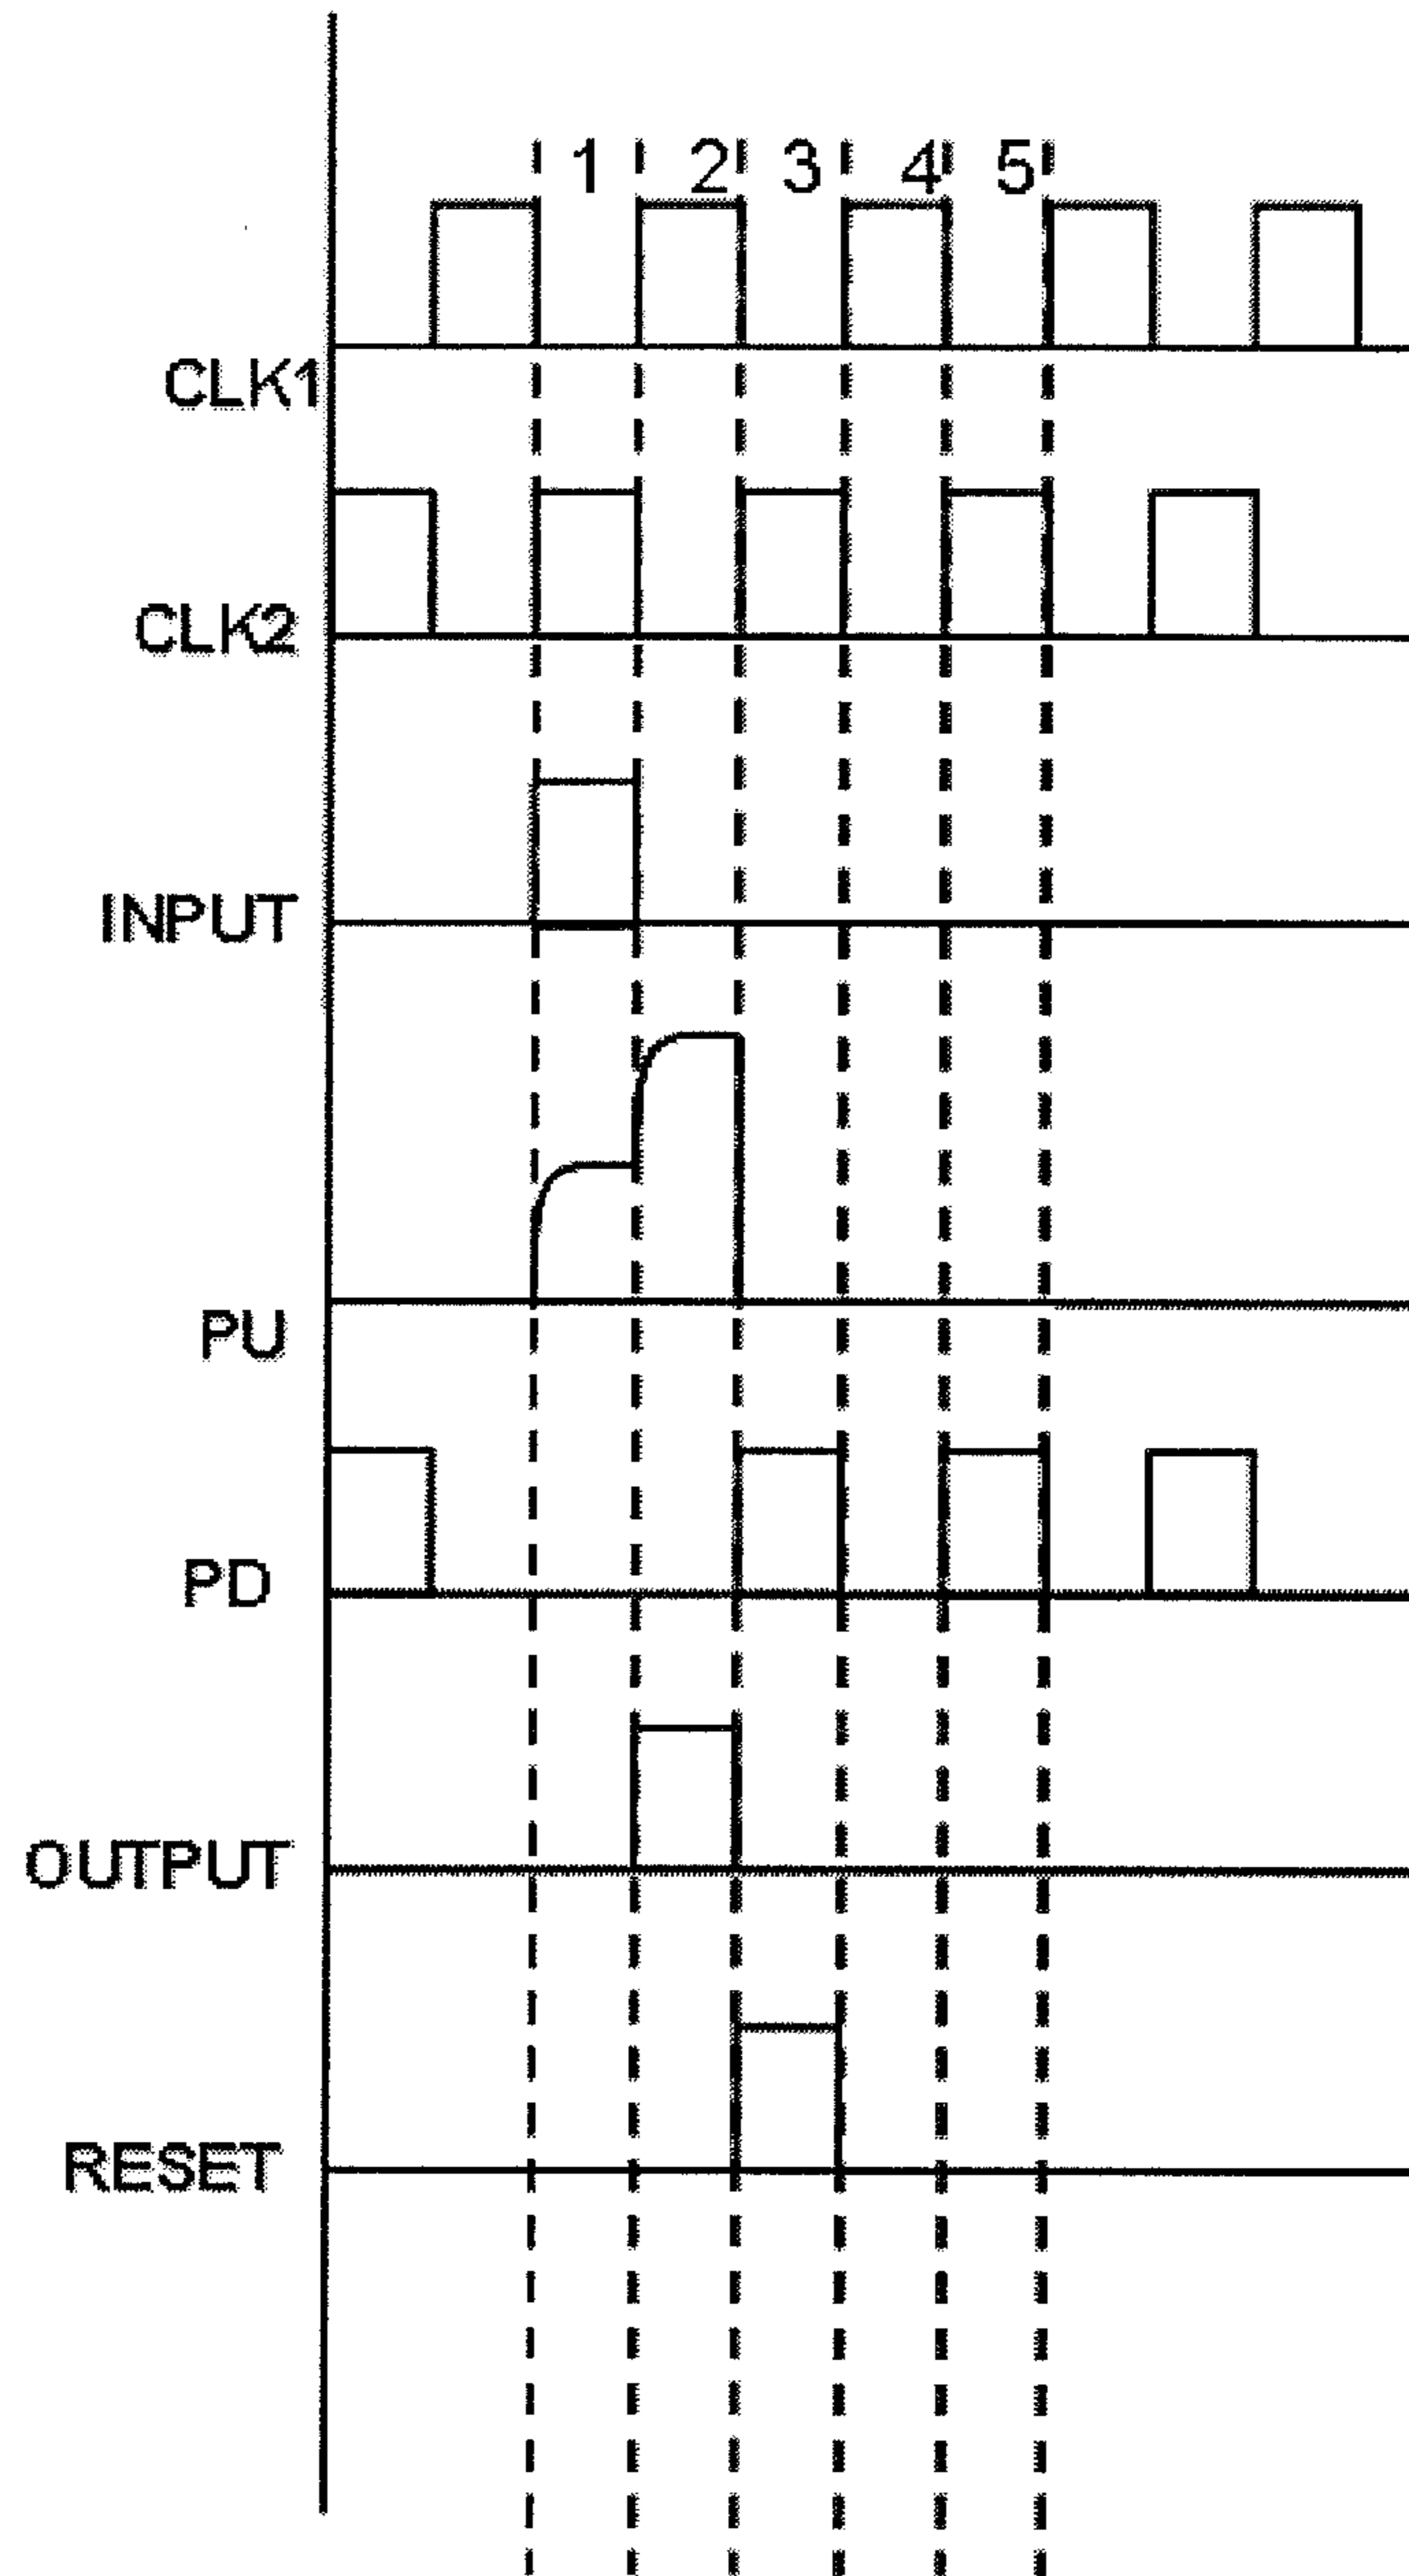 1 2 3 4 5
CLK1
CLK2
INPUT
PU
PD
OUTPUT
RESET